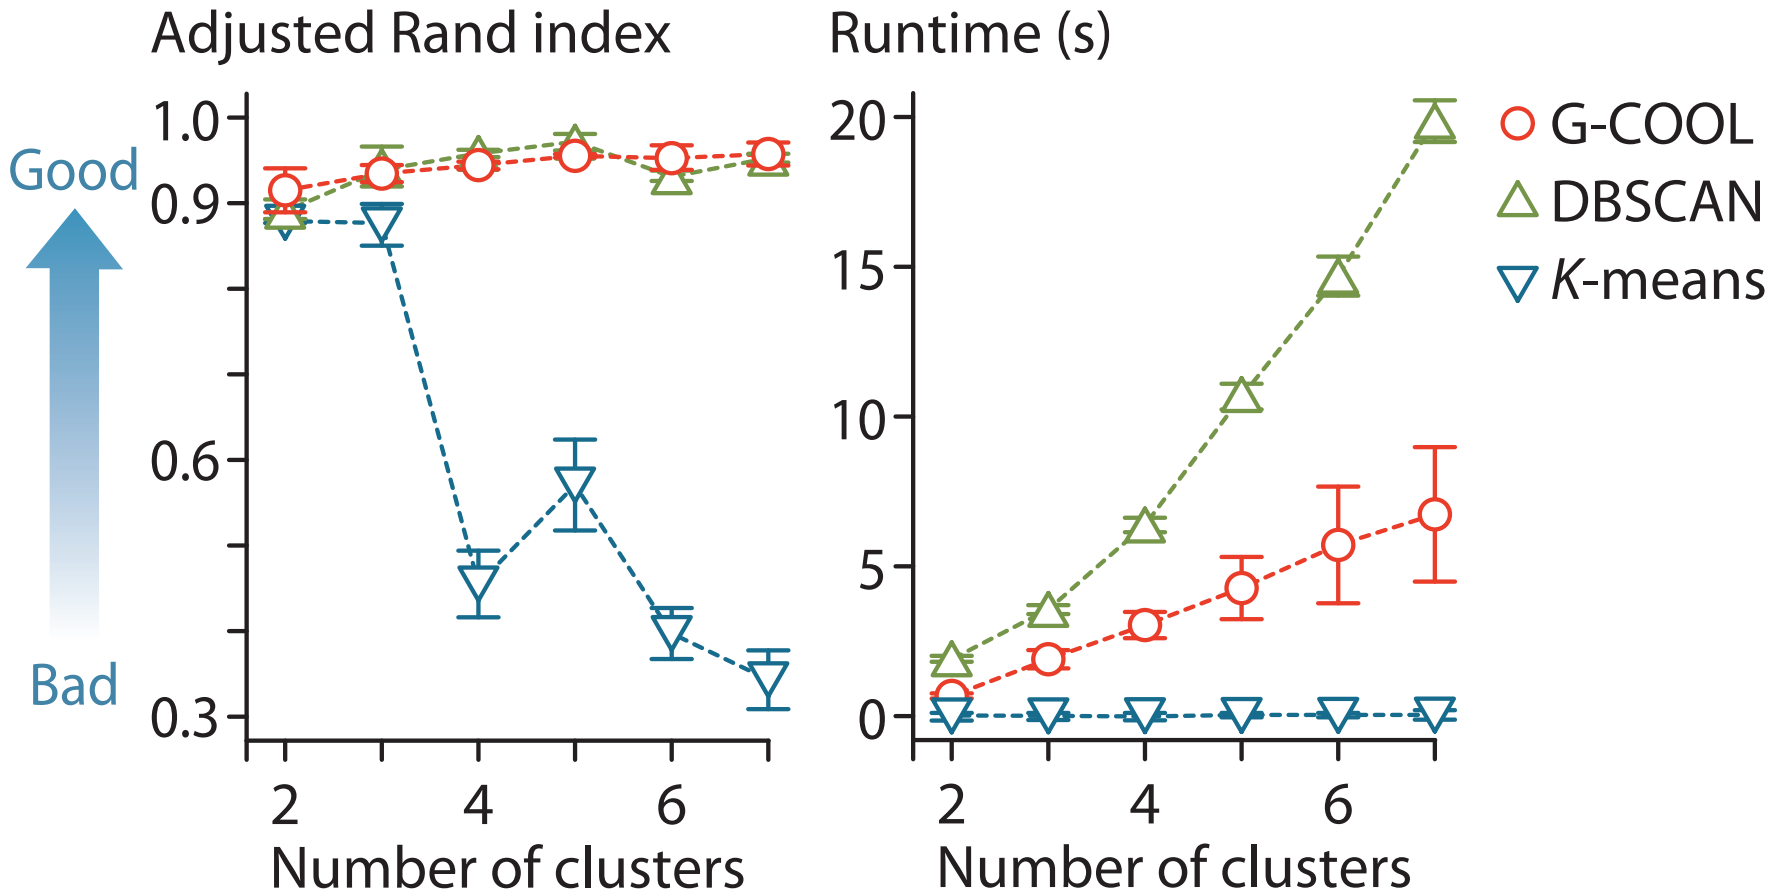 Adjusted Rand index
1.0
0.9
0.6
0.3
Good
Bad
2 4 6
Number of clusters
Runtime (s)
20
15
10
5
0
2 4 6
Number of clusters
G-COOL
DBSCAN
K-means